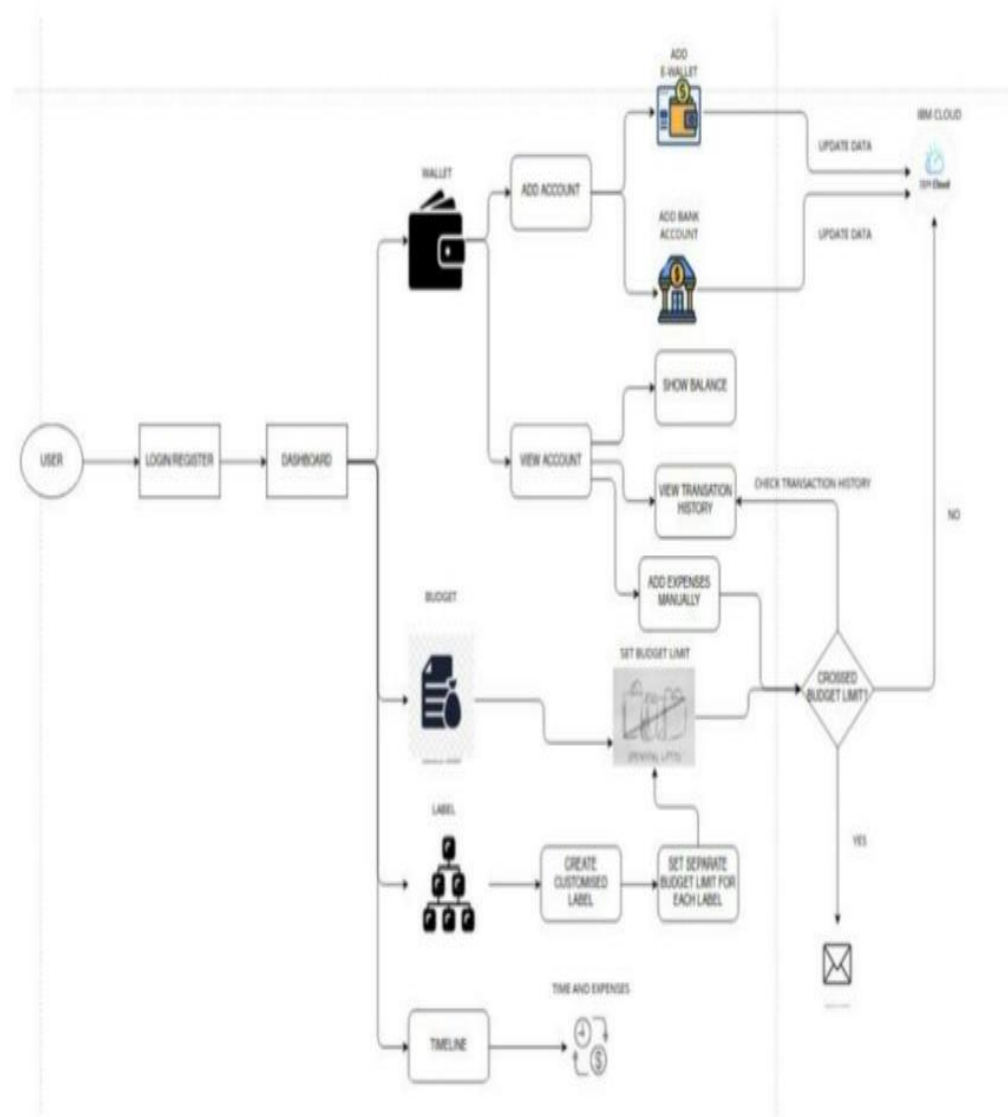 ADD
E-WALLET
IBM CLOUD
UPDATE DATA
WALLET
ADD ACCOUNT
ADD BANK
ACCOUNT
UPDATE DATA
SHOW BALANCE
USER
LOGIN/REGISTER
DASHBOARD
VIEW ACCOUNT
VIEW TRANSATION
HISTORY
CHECK TRANSACTION HISTORY
NO
ADD EXPENSES
MANUALLY
BUDGET
SET BUDGET LIMIT
CROSSED
BUDGET LIMIT?
LABEL
CREATE
CUSTOMISED
LABEL
SET SEPARATE
BUDGET LIMIT FOR
EACH LABEL
YES
TIME AND EXPENSES
TIMELINE